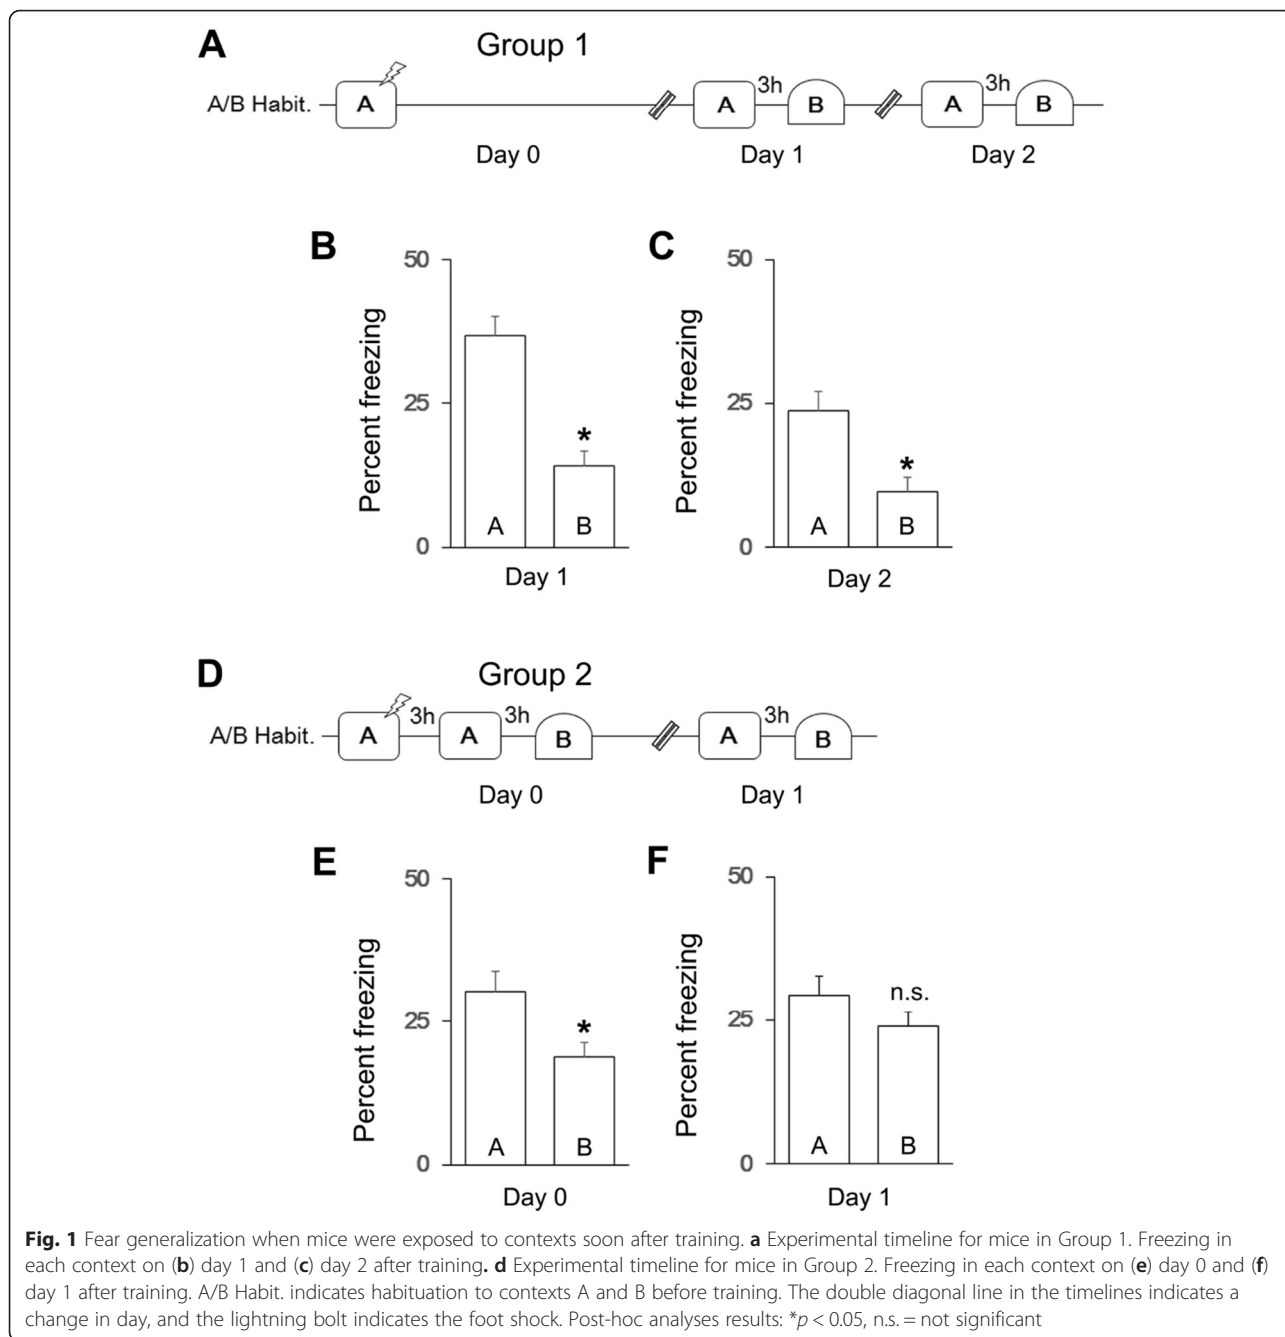 A
Group 1
A/B Habit. A A 3h B A 3h B
Day 0 Day 1 Day 2
B
50
25
0
Percent freezing
A
*
B
Day 1
C
50
25
0
Percent freezing
A
*
B
Day 2
D
Group 2
A/B Habit. A 3h A 3h B A 3h B
Day 0 Day 1
E
50
25
0
Percent freezing
A
*
B
Day 0
F
50
25
0
Percent freezing
A
n.s.
B
Day 1
Fig. 1 Fear generalization when mice were exposed to contexts soon after training. a Experimental timeline for mice in Group 1. Freezing in
each context on (b) day 1 and (c) day 2 after training. d Experimental timeline for mice in Group 2. Freezing in each context on (e) day 0 and (f)
day 1 after training. A/B Habit. indicates habituation to contexts A and B before training. The double diagonal line in the timelines indicates a
change in day, and the lightning bolt indicates the foot shock. Post-hoc analyses results: *p < 0.05, n.s. = not significant